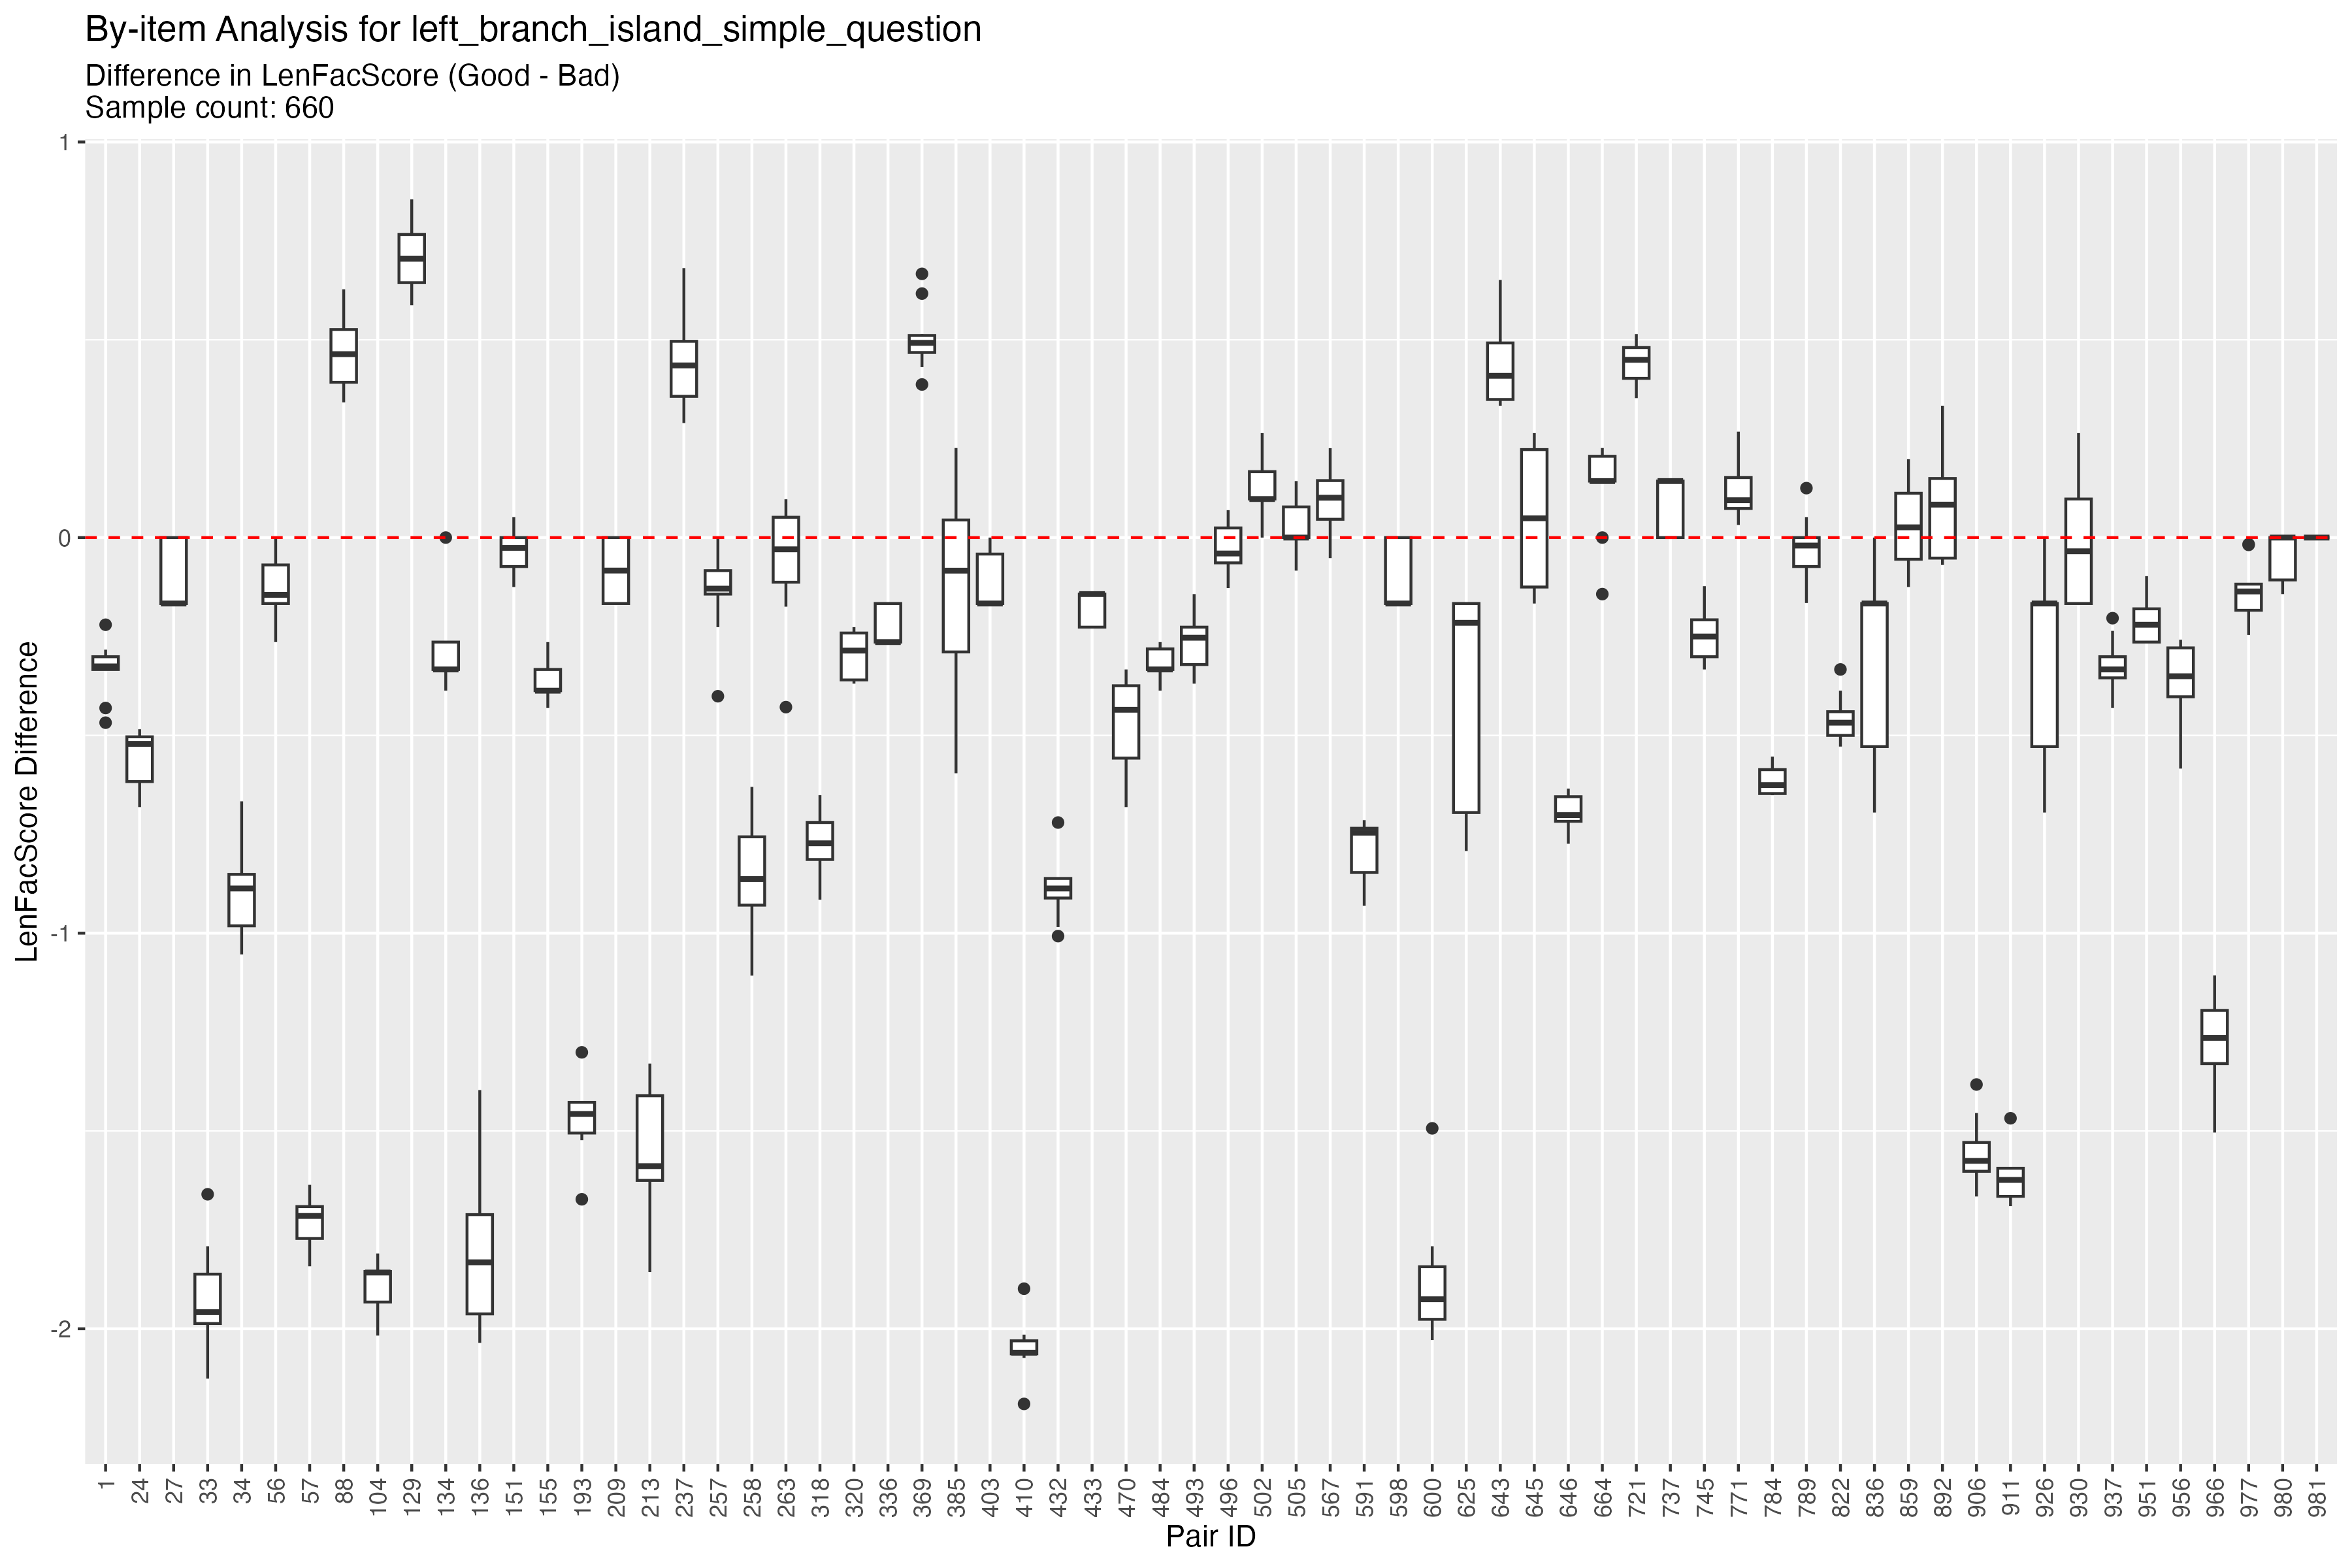 By-item Analysis for left_branch_island_simple_question
Difference in LenFacScore (Good - Bad)
Sample count: 660
LenFacScore Difference
1
0
-1
-2
1 24 27 33 34 56 57 88 104 129 134 136 151 155 193 209 213 237 257 258 263 318 320 336 369 385 403 410 432 433 470 484 493 496 502 505 567 591 598 600 625 643 645 646 664 721 737 745 771 784 789 822 836 859 892 906 911 926 930 937 951 956 966 977 980 981
Pair ID